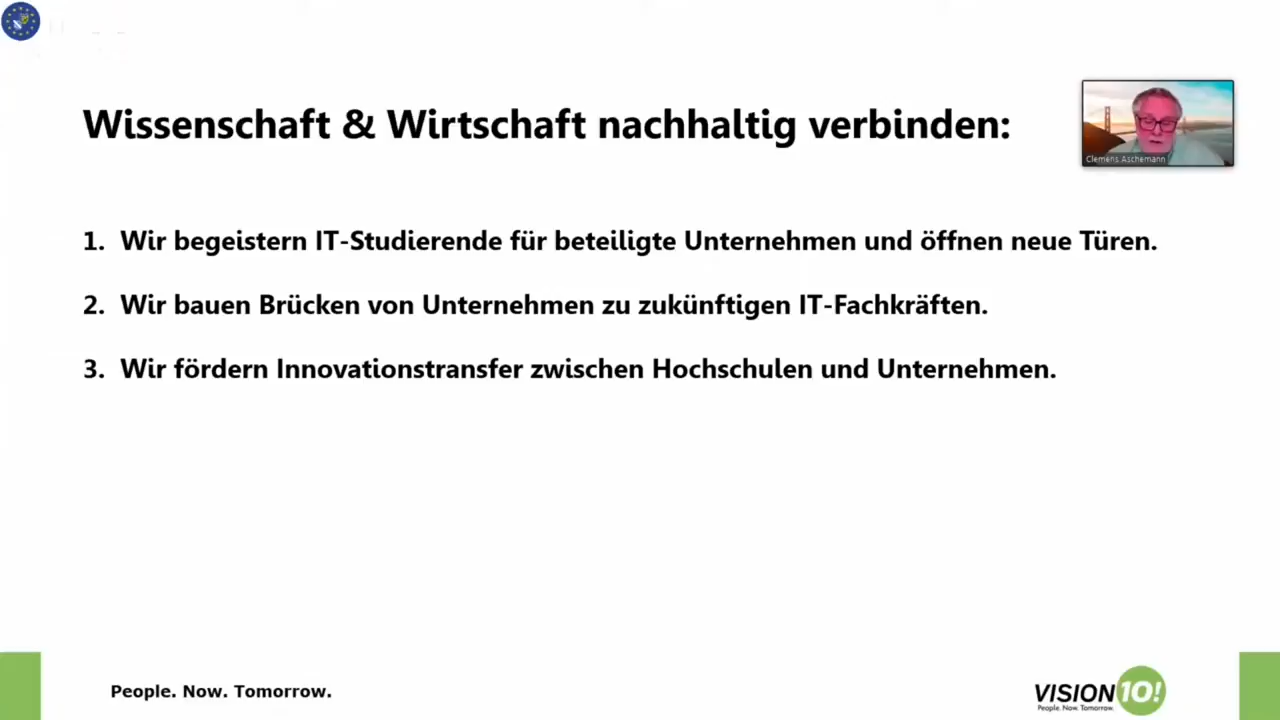 Wissenschaft & Wirtschaft nachhaltig verbinden:
Clemens Aschemann
1. Wir begeistern IT-Studierende für beteiligte Unternehmen und öffnen neue Türen.
2. Wir bauen Brücken von Unternehmen zu zukünftigen IT-Fachkräften.
3. Wir fördern Innovationstransfer zwischen Hochschulen und Unternehmen.
People. Now. Tomorrow.
VISION 10!
People. Now. Tomorrow.